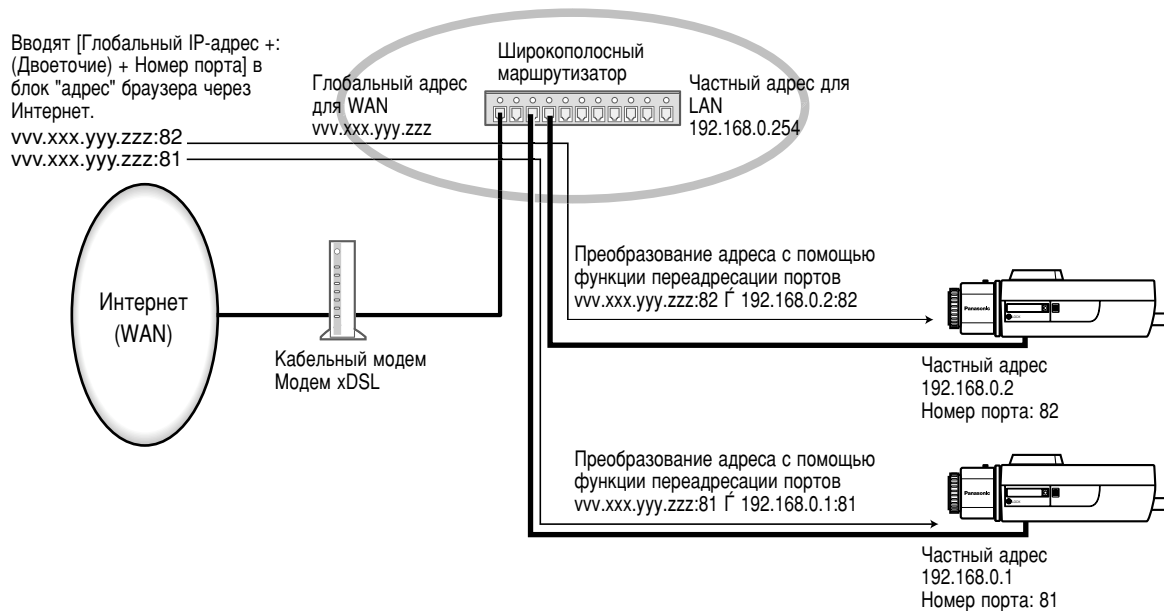 Вводят [Глобальный IP-адрес +:
(Двоеточие) + Номер порта] в
блок "адрес" браузера через
Интернет.
vvv.xxx.yyy.zzz:82
vvv.xxx.yyy.zzz:81
Глобальный адрес
для WAN
vvv.xxx.yyy.zzz
Широкополосный
маршрутизатор
Частный адрес для
LAN
192.168.0.254
Интернет
(WAN)
Кабельный модем
Модем xDSL
Преобразование адреса с помощью
функции переадресации портов
vvv.xxx.yyy.zzz:82 Ѓ 192.168.0.2:82
Panasonic
Частный адрес
192.168.0.2
Номер порта: 82
Преобразование адреса с помощью
функции переадресации портов
vvv.xxx.yyy.zzz:81 Ѓ 192.168.0.1:81
Panasonic
Частный адрес
192.168.0.1
Номер порта: 81